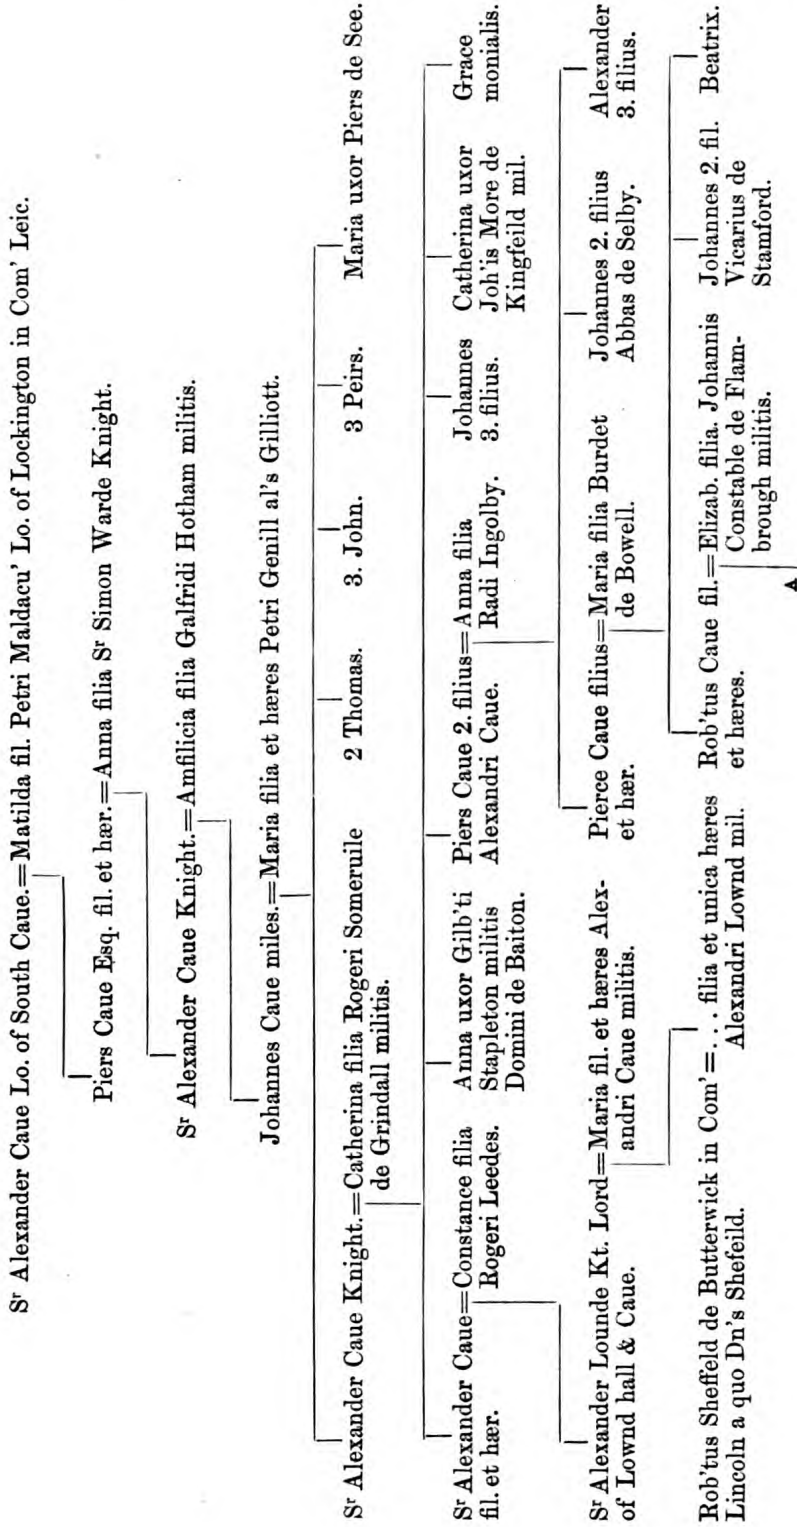 Sʳ Alexander Caue Lo. of South Caue.=Matilda fil. Petri Maldacu' Lo. of Lockington in Com' Leic.
Piers Caue Esq. fil. et hær.=Anna filia Sʳ Simon Warde Knight.
Sʳ Alexander Caue Knight.=Amfilicia filia Galfridi Hotham militis.
Johannes Caue miles.=Maria filia et hæres Petri Genill al's Gilliott.
Sʳ Alexander Caue Knight.=Catherina filia Rogeri Someruile
de Grindall militis.
2 Thomas.
3. John.
3 Peirs.
Maria uxor Piers de See.
Sʳ Alexander Caue=Constance filia
fil. et hær. Rogeri Leedes.
Anna uxor Gilb'ti
Stapleton militis
Domini de Baiton.
Piers Caue 2. filius=Anna filia
Alexandri Caue. Radi Ingolby.
Johannes
3. filius.
Catherina uxor
Joh'is More de
Kingfeild mil.
Grace
monialis.
Sʳ Alexander Lounde Kt. Lord=Maria fil. et hæres Alex-
of Lownd hall & Caue. andri Caue militis.
Pierce Caue filius=Maria filia Burdet
et hær. de Bowell.
Johannes 2. filius
Abbas de Selby.
Alexander
3. filius.
Rob'tus Sheffeld de Butterwick in Com'=... filia et unica hæres
Lincoln a quo Dn's Shefeild. Alexandri Lownd mil.
Rob'tus Caue fil.=Elizab. filia. Johannis
et hæres. Constable de Flam-
brough militis.
Johannes 2. fil.
Vicarius de
Stamford.
Beatrix.
A